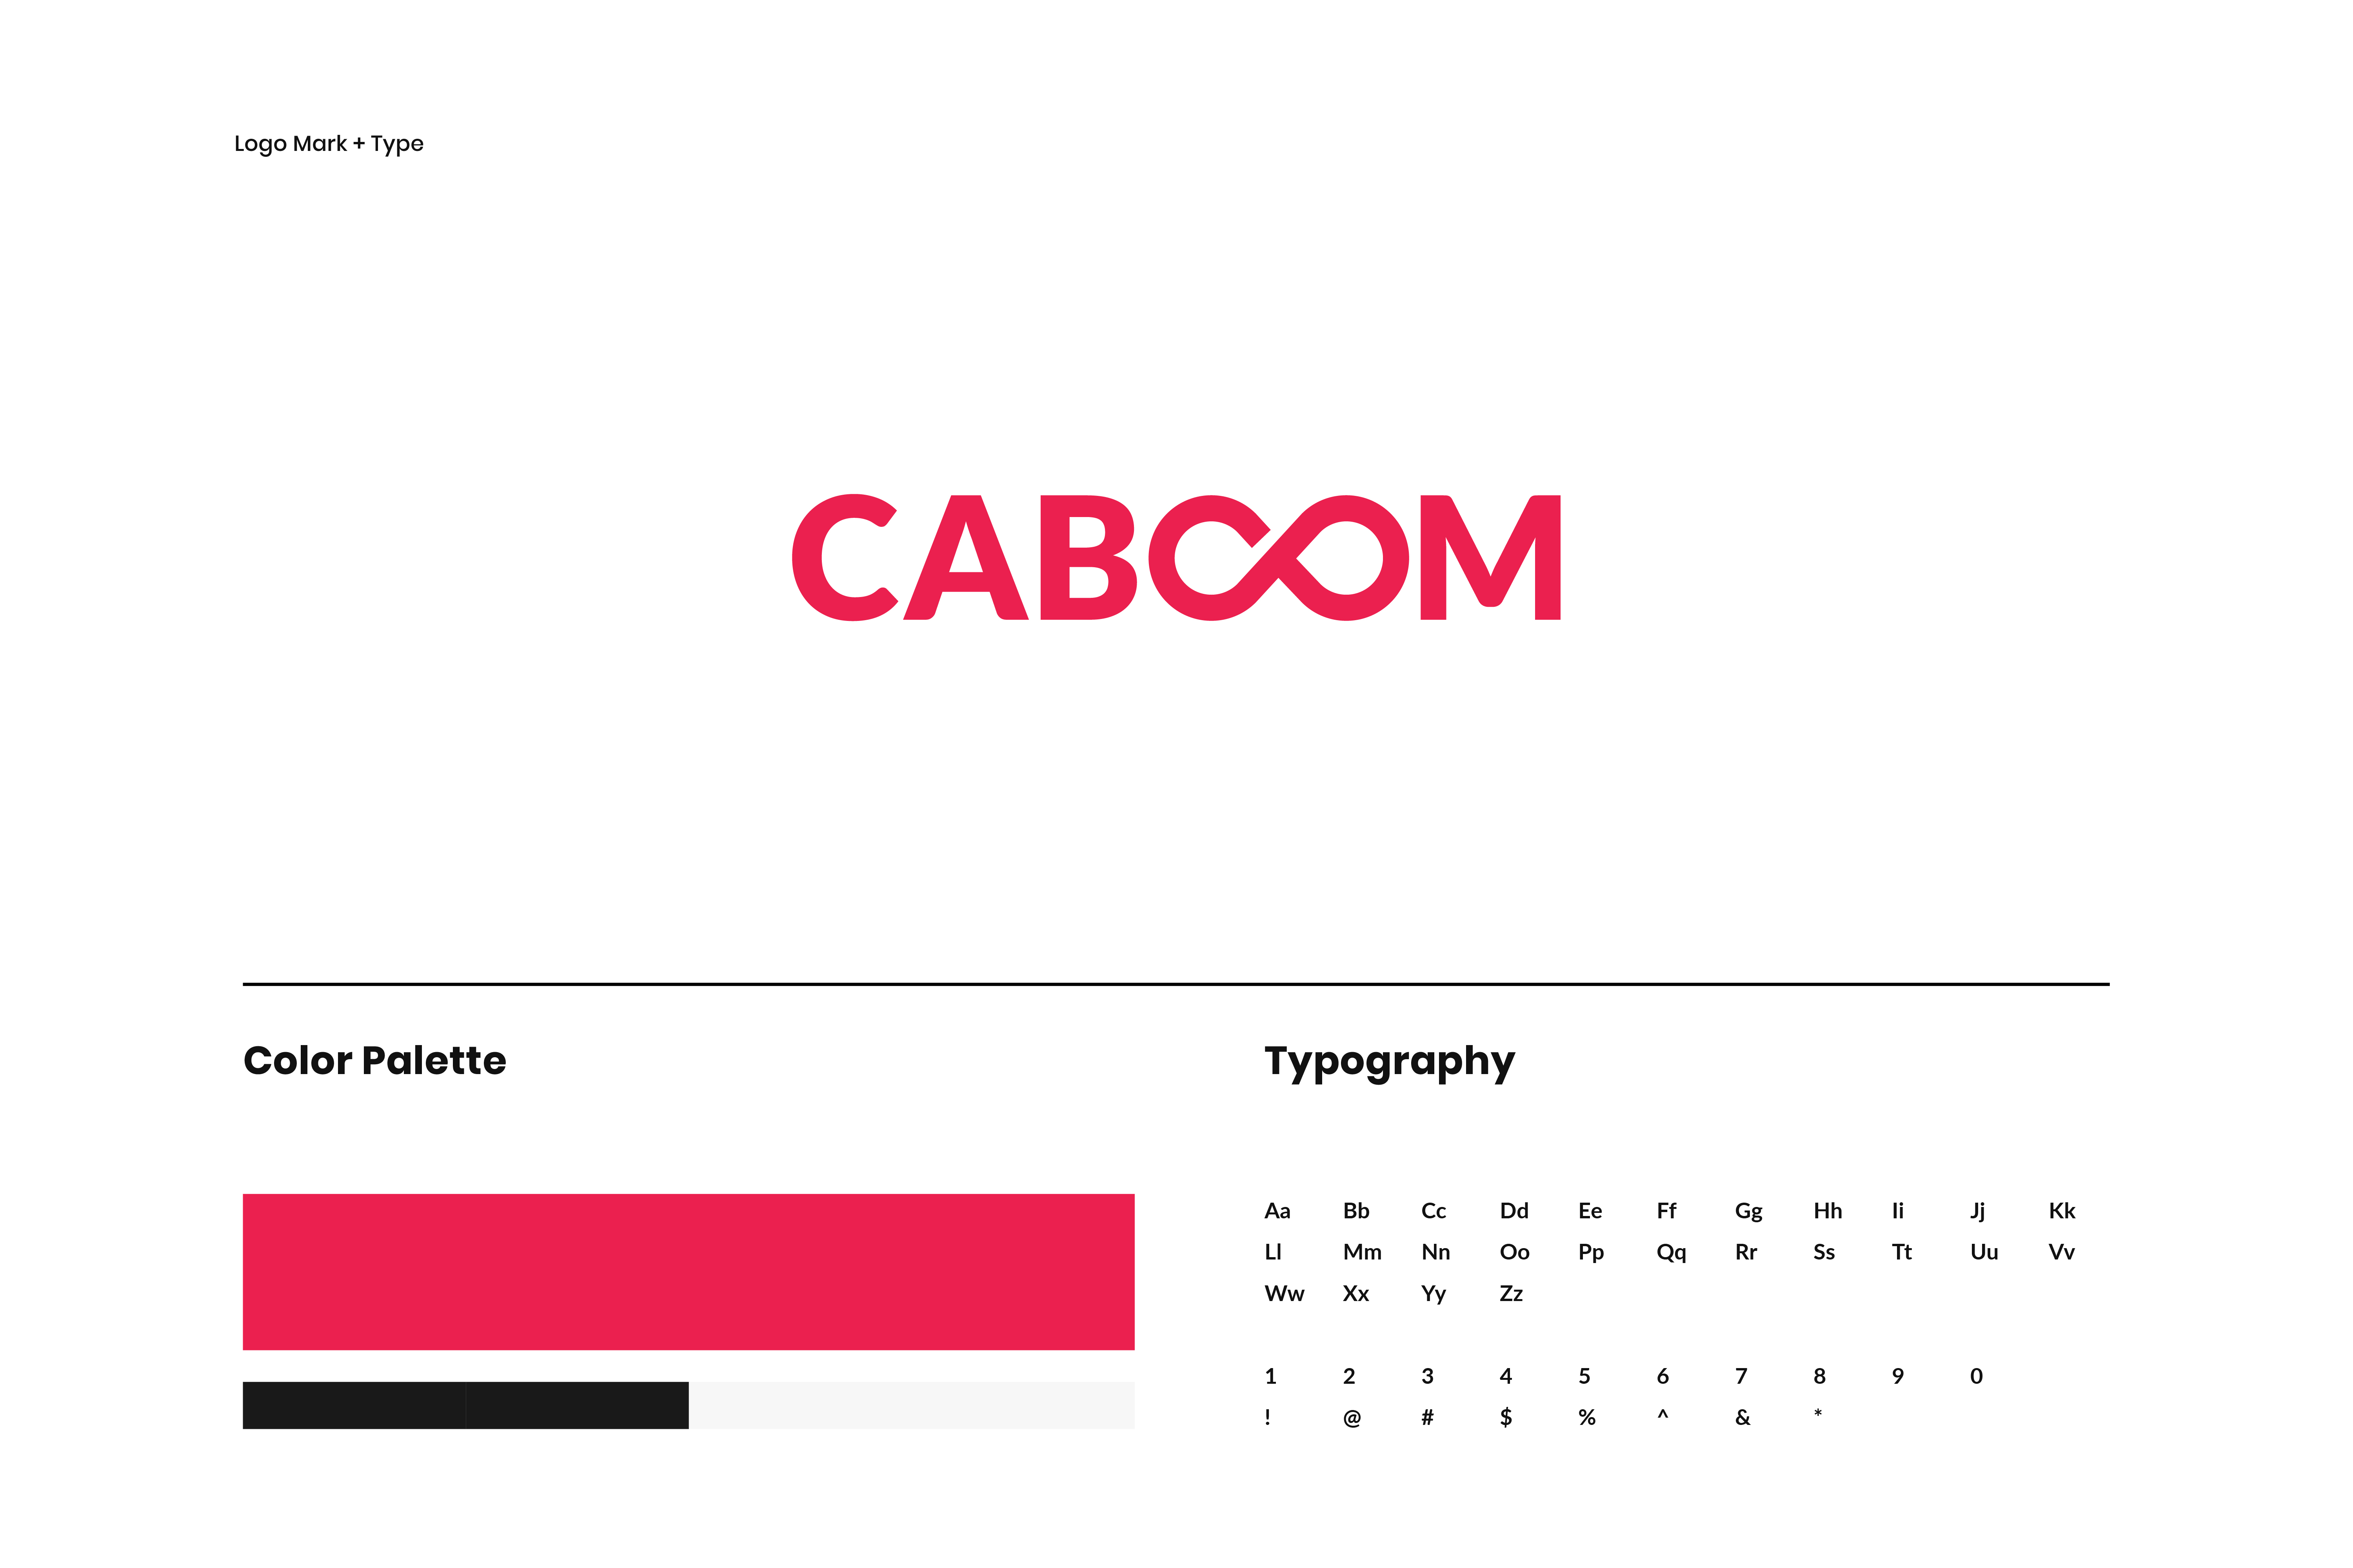 Logo Mark + Type
CABOOM
Color Palette
Typography
Aa Bb Cc Dd Ee Ff Gg Hh Ii Jj Kk
Ll Mm Nn Oo Pp Qq Rr Ss Tt Uu Vv
Ww Xx Yy Zz
1 2 3 4 5 6 7 8 9 0
! @ # $ % ^ & *